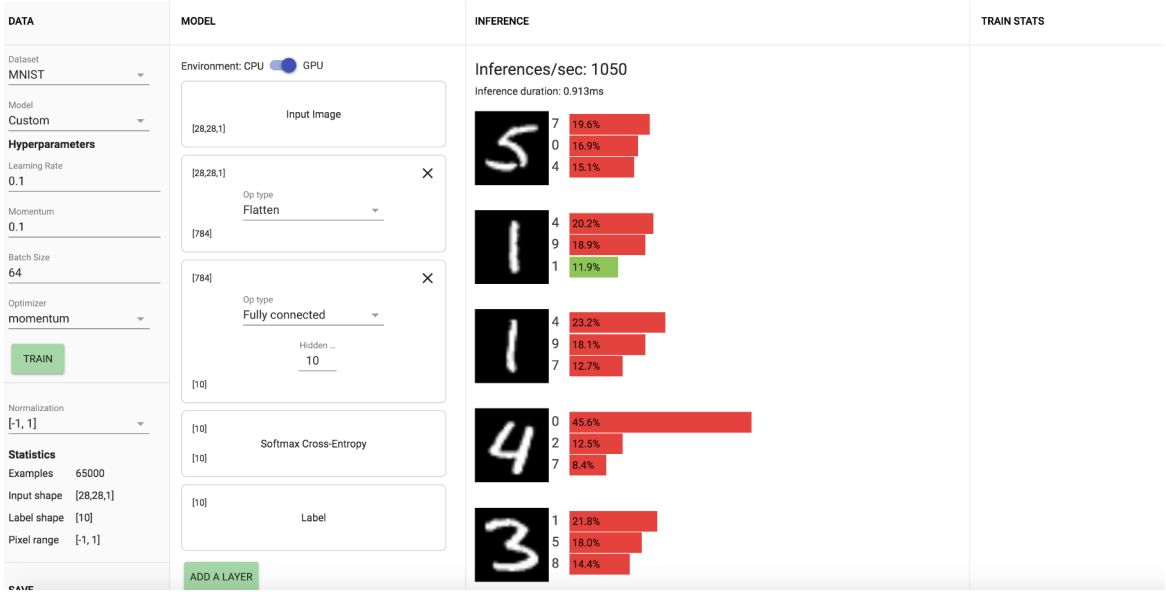 DATA
Dataset
MNIST
Model
Custom
Hyperparameters
Learning Rate
0.1
Momentum
0.1
Batch Size
64
Optimizer
momentum
TRAIN
Normalization
[-1, 1]
Statistics
Examples 65000
Input shape [28,28,1]
Label shape [10]
Pixel range [-1, 1]
SAVE
MODEL
Environment: CPU GPU
Input Image
[28,28,1]
[28,28,1]
Op type
Flatten
[784]
[784]
Op type
Fully connected
Hidden ...
10
[10]
[10]
Softmax Cross-Entropy
[10]
[10]
Label
ADD A LAYER
INFERENCE
Inferences/sec: 1050
Inference duration: 0.913ms
5
7 19.6%
0 16.9%
4 15.1%
1
4 20.2%
9 18.9%
1 11.9%
1
4 23.2%
9 18.1%
7 12.7%
4
0 45.6%
2 12.5%
7 8.4%
3
1 21.8%
5 18.0%
8 14.4%
TRAIN STATS